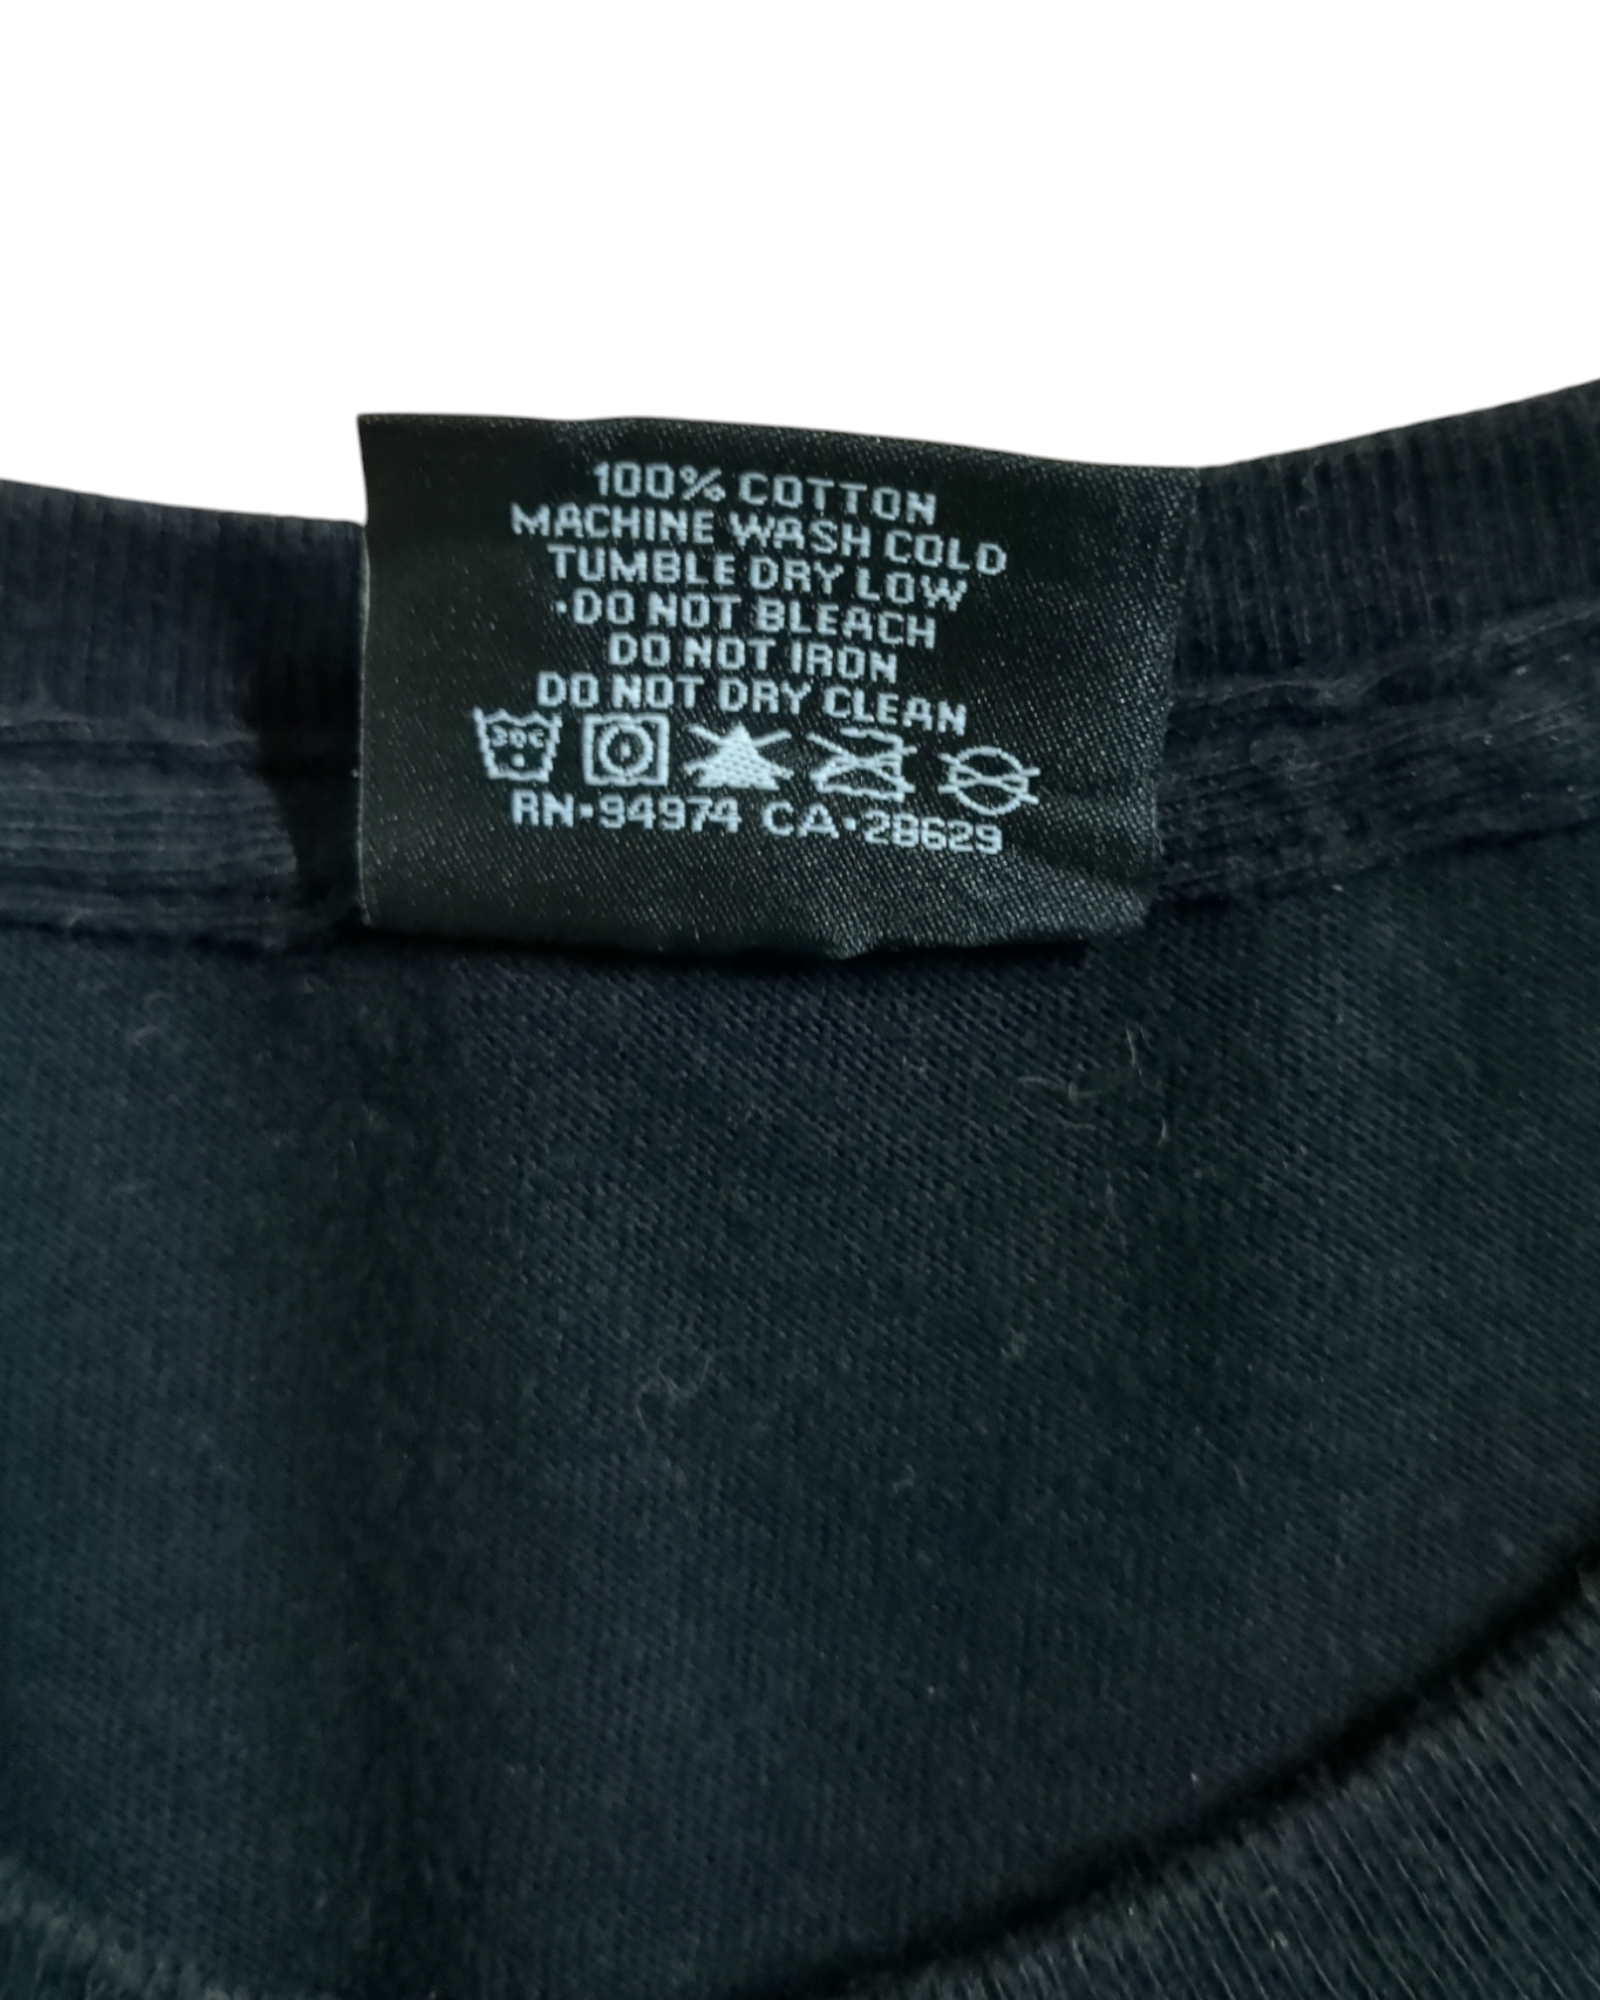 100% COTTON
MACHINE WASH COLD
TUMBLE DRY LOW
•DO NOT BLEACH
DO NOT IRON
DO NOT DRY CLEAN
30C
RN•94974 CA•28629